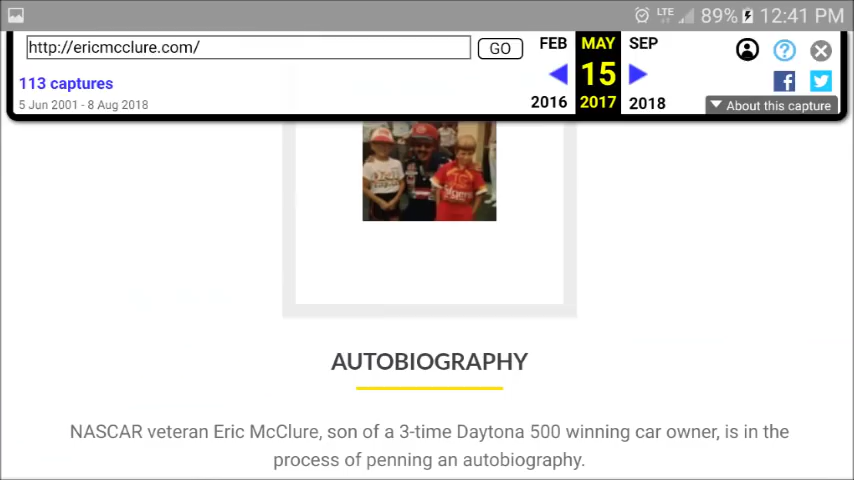 LTE 89% 12:41 PM
http://ericmcclure.com/ GO FEB MAY SEP
113 captures 15
5 Jun 2001 - 8 Aug 2018 2016 2017 2018 About this capture
AUTOBIOGRAPHY
NASCAR veteran Eric McClure, son of a 3-time Daytona 500 winning car owner, is in the
process of penning an autobiography.